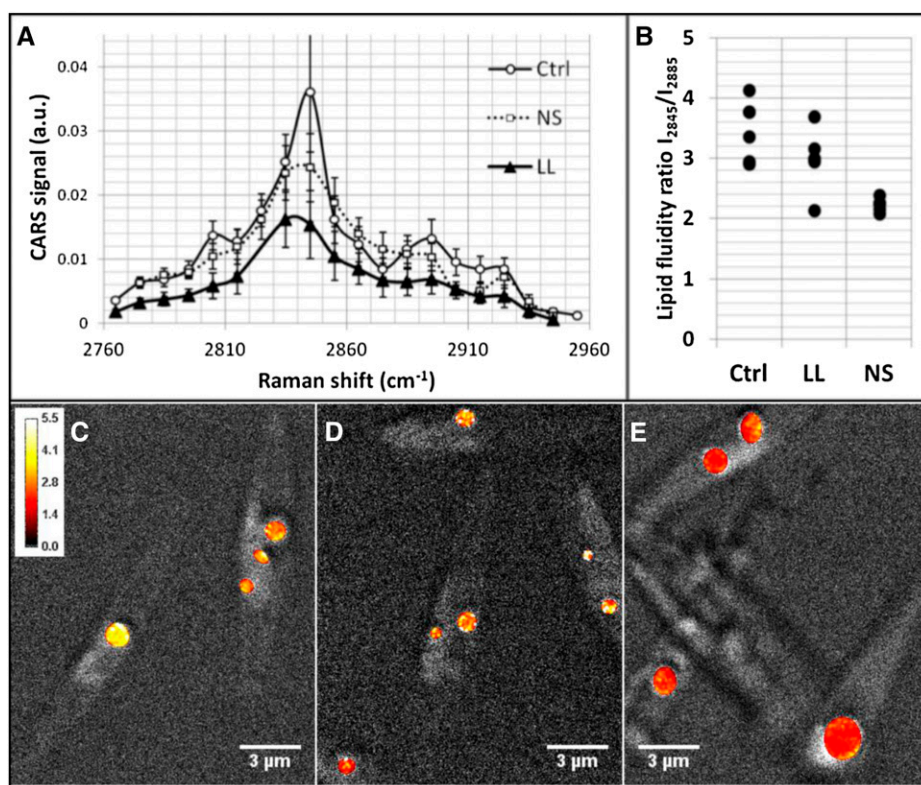 A
CARS signal (a.u.)
0.04
0.03
0.02
0.01
0
Ctrl
NS
LL
2760
2810
2860
2910
2960
Raman shift (cm⁻¹)
B
Lipid fluidity ratio I₂₈₄₅/I₂₈₈₅
5
4
3
2
1
0
Ctrl
LL
NS
C
5.5
4.1
2.8
1.4
0.0
3 µm
D
3 µm
E
3 µm